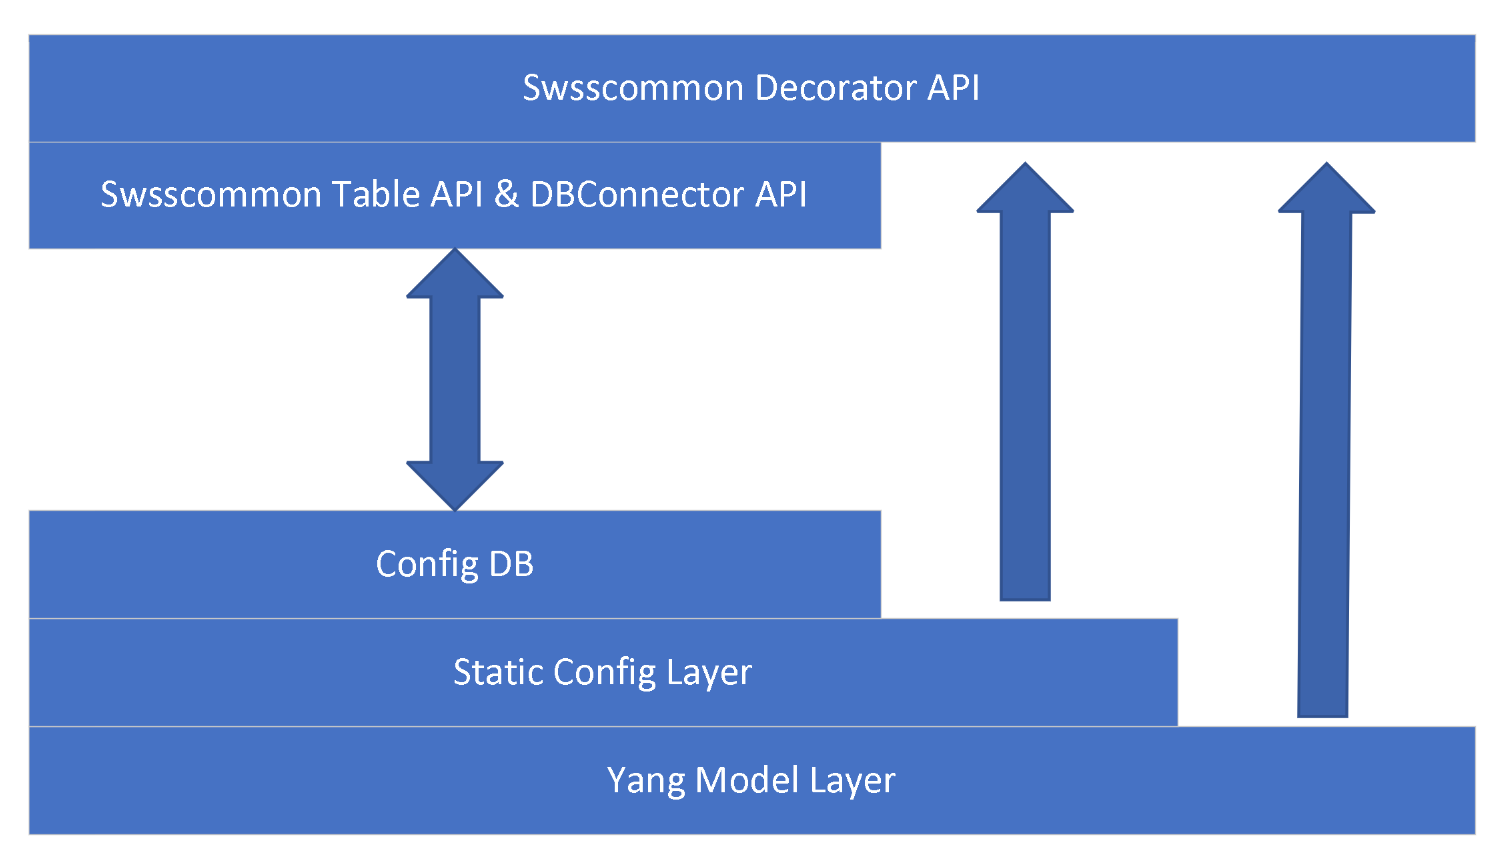 Swsscommon Decorator API
Swsscommon Table API & DBConnector API
Config DB
Static Config Layer
Yang Model Layer